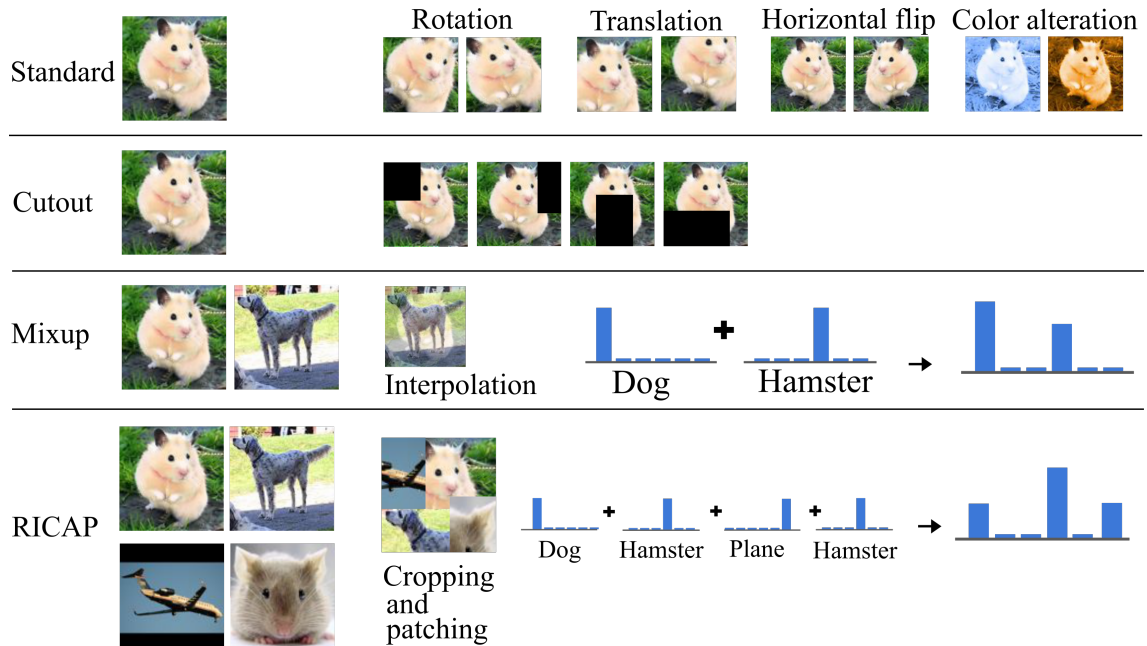 Rotation
Translation
Horizontal flip
Color alteration
Standard
Cutout
Mixup
Interpolation
Dog
+
Hamster
RICAP
Cropping
and
patching
Dog
+
Hamster
+
Plane
+
Hamster